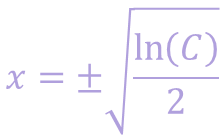 x = ±√(ln(C)/2)